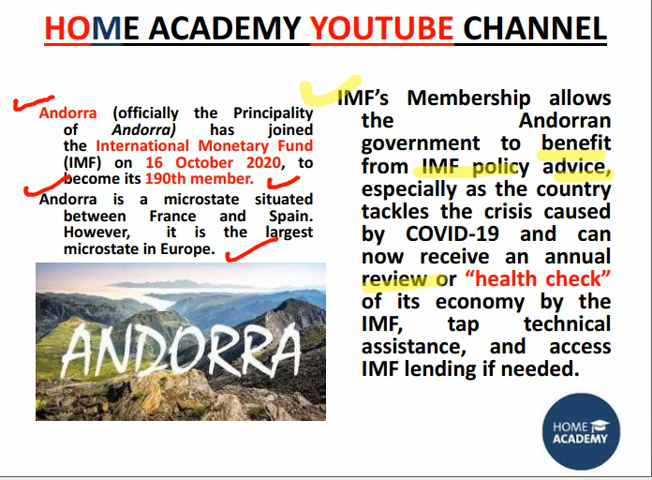 HOME ACADEMY YOUTUBE CHANNEL
Andorra (officially the Principality
of Andorra) has joined
the International Monetary Fund
(IMF) on 16 October 2020, to
become its 190th member.
Andorra is a microstate situated
between France and Spain.
However, it is the largest
microstate in Europe.
ANDORRA
IMF's Membership allows
the Andorran
government to benefit
from IMF policy advice,
especially as the country
tackles the crisis caused
by COVID-19 and can
now receive an annual
review or “health check”
of its economy by the
IMF, tap technical
assistance, and access
IMF lending if needed.
HOME
ACADEMY